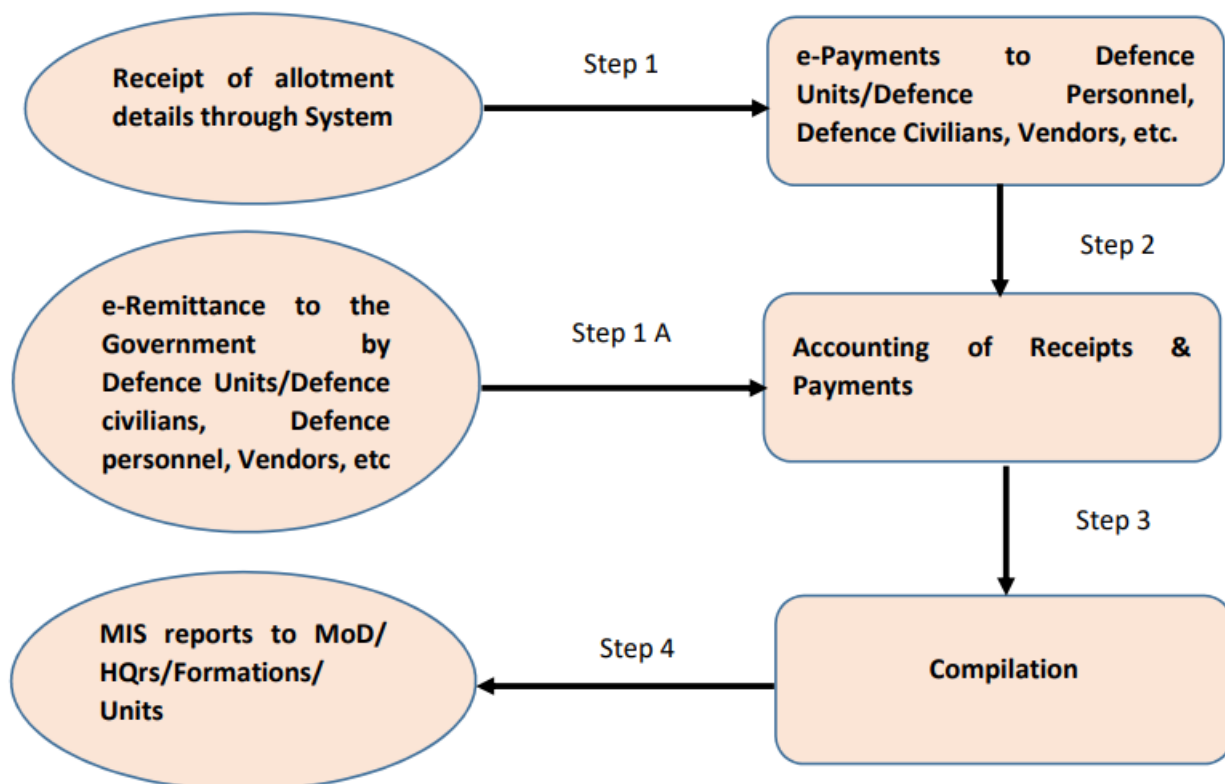 Receipt of allotment
details through System
Step 1
e-Payments to Defence
Units/Defence Personnel,
Defence Civilians, Vendors, etc.
Step 2
e-Remittance to the
Government by
Defence Units/Defence
civilians, Defence
personnel, Vendors, etc
Step 1 A
Accounting of Receipts &
Payments
Step 3
MIS reports to MoD/
HQrs/Formations/
Units
Step 4
Compilation